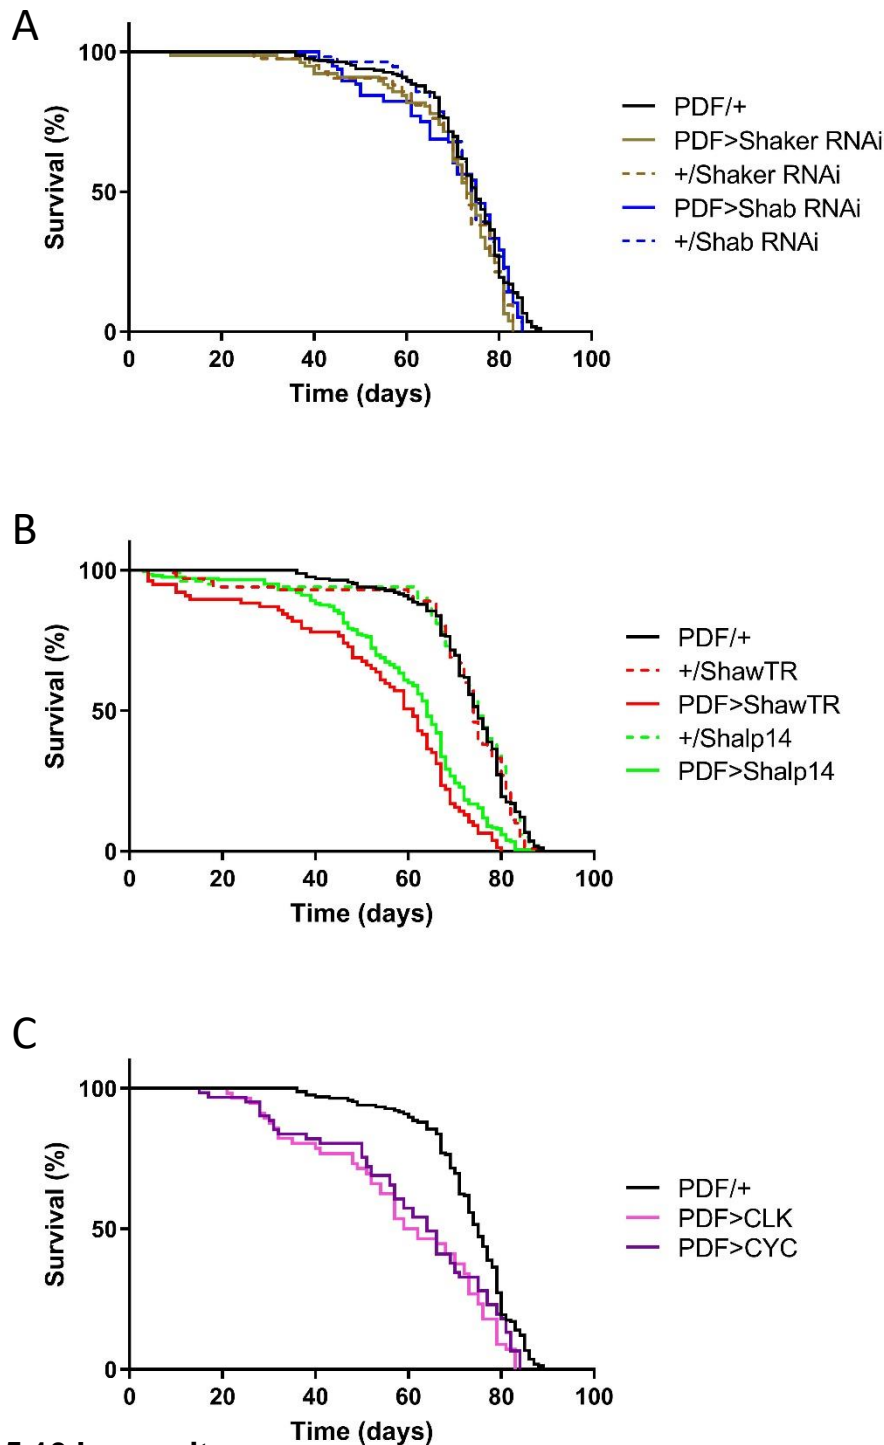 A
Survival (%)
100
50
0
0 20 40 60 80 100
Time (days)
PDF/+
PDF>Shaker RNAi
+/Shaker RNAi
PDF>Shab RNAi
+/Shab RNAi
B
Survival (%)
100
50
0
0 20 40 60 80 100
Time (days)
PDF/+
+/ShawTR
PDF>ShawTR
+/Shalp14
PDF>Shalp14
C
Survival (%)
100
50
0
0 20 40 60 80 100
Time (days)
PDF/+
PDF>CLK
PDF>CYC